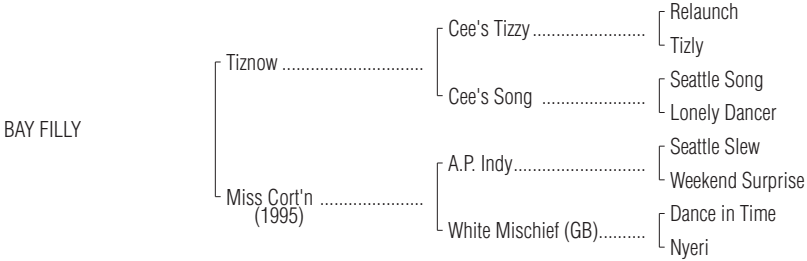 Relaunch
Cee's Tizzy........................
Tizly
Tiznow ..............................
Seattle Song
Cee's Song ......................
Lonely Dancer
BAY FILLY
Seattle Slew
A.P. Indy............................
Weekend Surprise
Miss Cort'n ......................
(1995)
Dance in Time
White Mischief (GB)..........
Nyeri